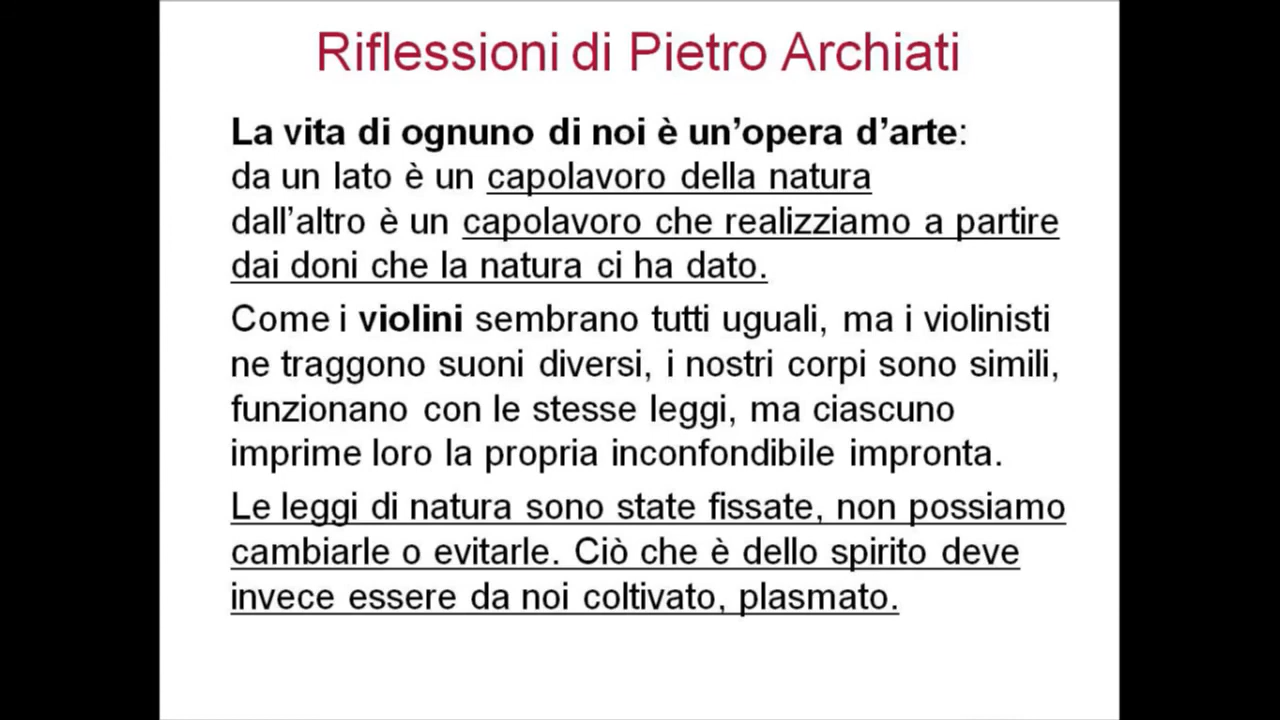 Riflessioni di Pietro Archiati
La vita di ognuno di noi è un’opera d’arte:
da un lato è un capolavoro della natura
dall’altro è un capolavoro che realizziamo a partire
dai doni che la natura ci ha dato.
Come i violini sembrano tutti uguali, ma i violinisti
ne traggono suoni diversi, i nostri corpi sono simili,
funzionano con le stesse leggi, ma ciascuno
imprime loro la propria inconfondibile impronta.
Le leggi di natura sono state fissate, non possiamo
cambiarle o evitarle. Ciò che è dello spirito deve
invece essere da noi coltivato, plasmato.